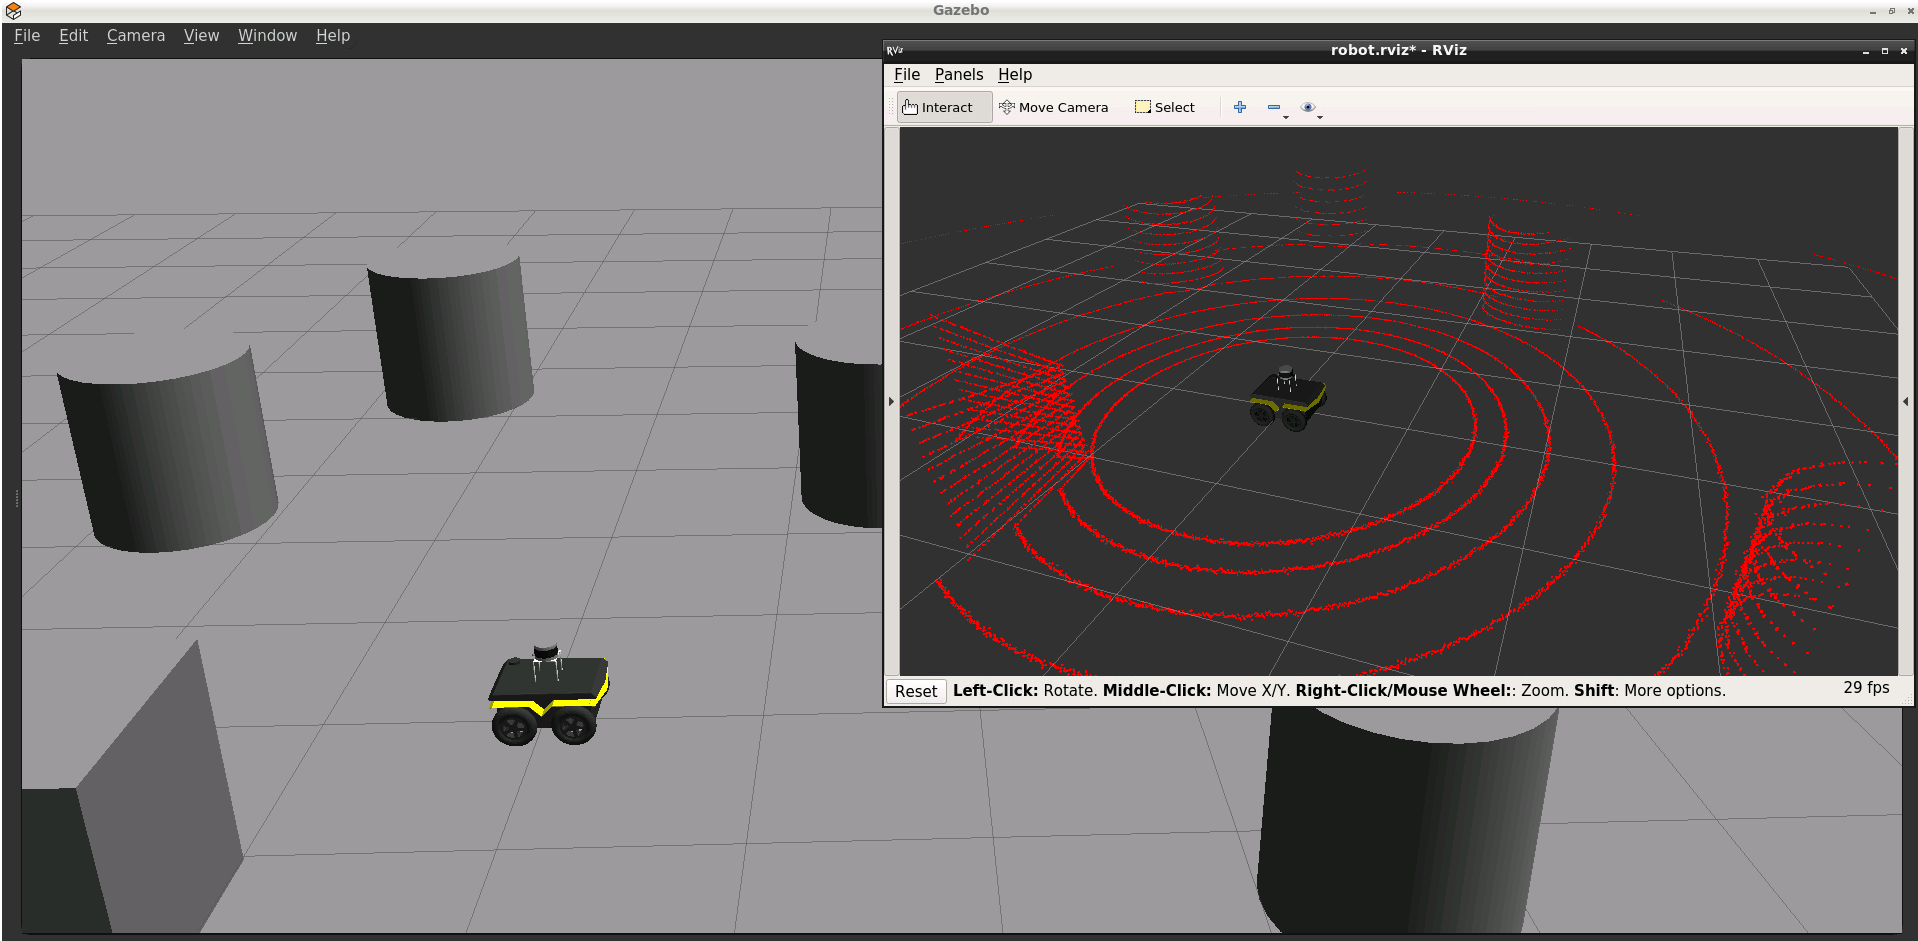 Gazebo
File Edit Camera View Window Help
RViz robot.rviz* - RViz
File Panels Help
Interact Move Camera Select
Reset Left-Click: Rotate. Middle-Click: Move X/Y. Right-Click/Mouse Wheel:: Zoom. Shift: More options. 29 fps